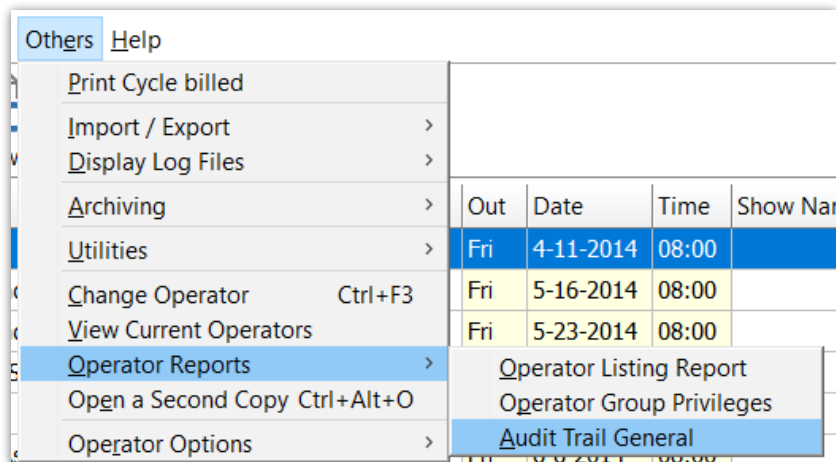 Others Help
Print Cycle billed
Import / Export
Display Log Files
Archiving
Out Date Time Show Nar
Utilities
Fri 4-11-2014 08:00
Change Operator Ctrl+F3
Fri 5-16-2014 08:00
View Current Operators
Fri 5-23-2014 08:00
Operator Reports
Operator Listing Report
Open a Second Copy Ctrl+Alt+O
Operator Group Privileges
Operator Options
Audit Trail General